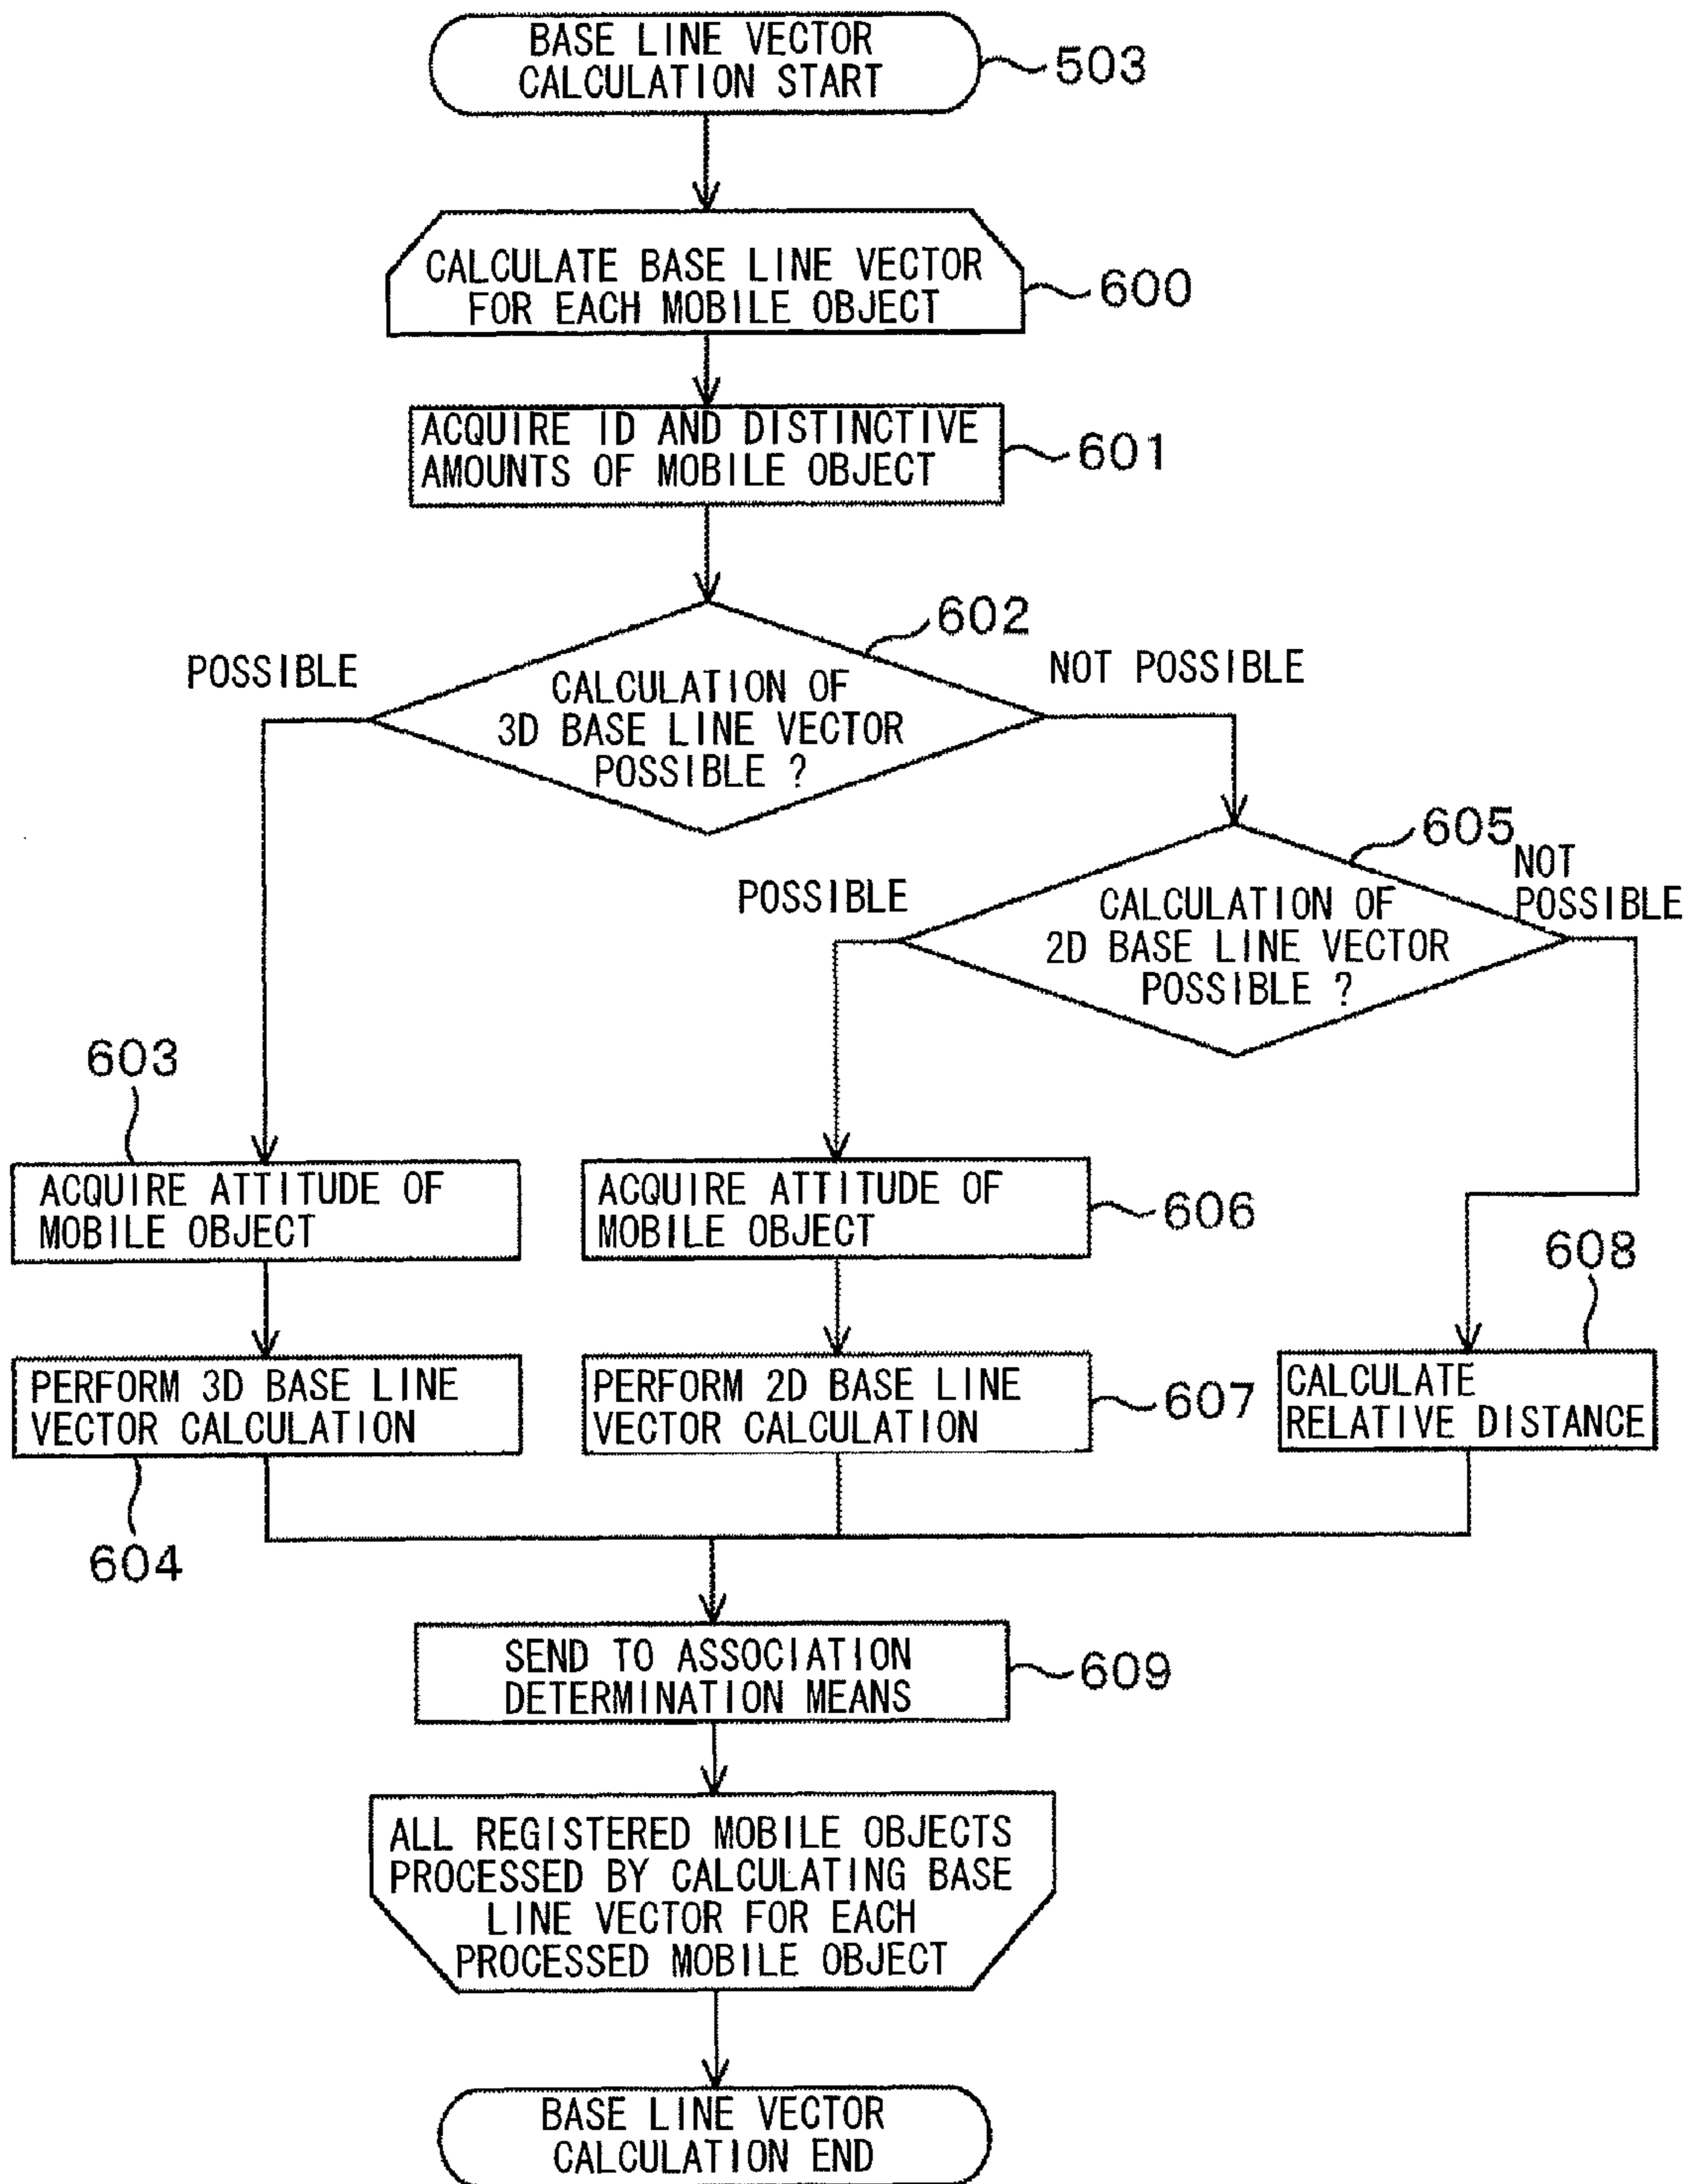 BASE LINE VECTOR
CALCULATION START
503
CALCULATE BASE LINE VECTOR
FOR EACH MOBILE OBJECT
600
ACQUIRE ID AND DISTINCTIVE
AMOUNTS OF MOBILE OBJECT
601
602
POSSIBLE
NOT POSSIBLE
CALCULATION OF
3D BASE LINE VECTOR
POSSIBLE ?
605
NOT
POSSIBLE
POSSIBLE
CALCULATION OF
2D BASE LINE VECTOR
POSSIBLE ?
603
ACQUIRE ATTITUDE OF
MOBILE OBJECT
ACQUIRE ATTITUDE OF
MOBILE OBJECT
606
608
PERFORM 3D BASE LINE
VECTOR CALCULATION
604
PERFORM 2D BASE LINE
VECTOR CALCULATION
607
CALCULATE
RELATIVE DISTANCE
SEND TO ASSOCIATION
DETERMINATION MEANS
609
ALL REGISTERED MOBILE OBJECTS
PROCESSED BY CALCULATING BASE
LINE VECTOR FOR EACH
PROCESSED MOBILE OBJECT
BASE LINE VECTOR
CALCULATION END